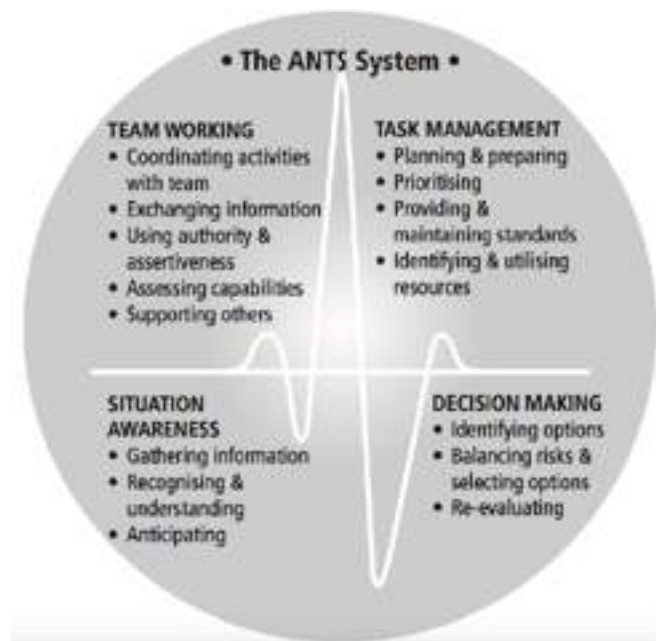 • The ANTS System •
TEAM WORKING
• Coordinating activities
with team
• Exchanging information
• Using authority &
assertiveness
• Assessing capabilities
• Supporting others
TASK MANAGEMENT
• Planning & preparing
• Prioritising
• Providing &
maintaining standards
• Identifying & utilising
resources
SITUATION
AWARENESS
• Gathering information
• Recognising &
understanding
• Anticipating
DECISION MAKING
• Identifying options
• Balancing risks &
selecting options
• Re-evaluating